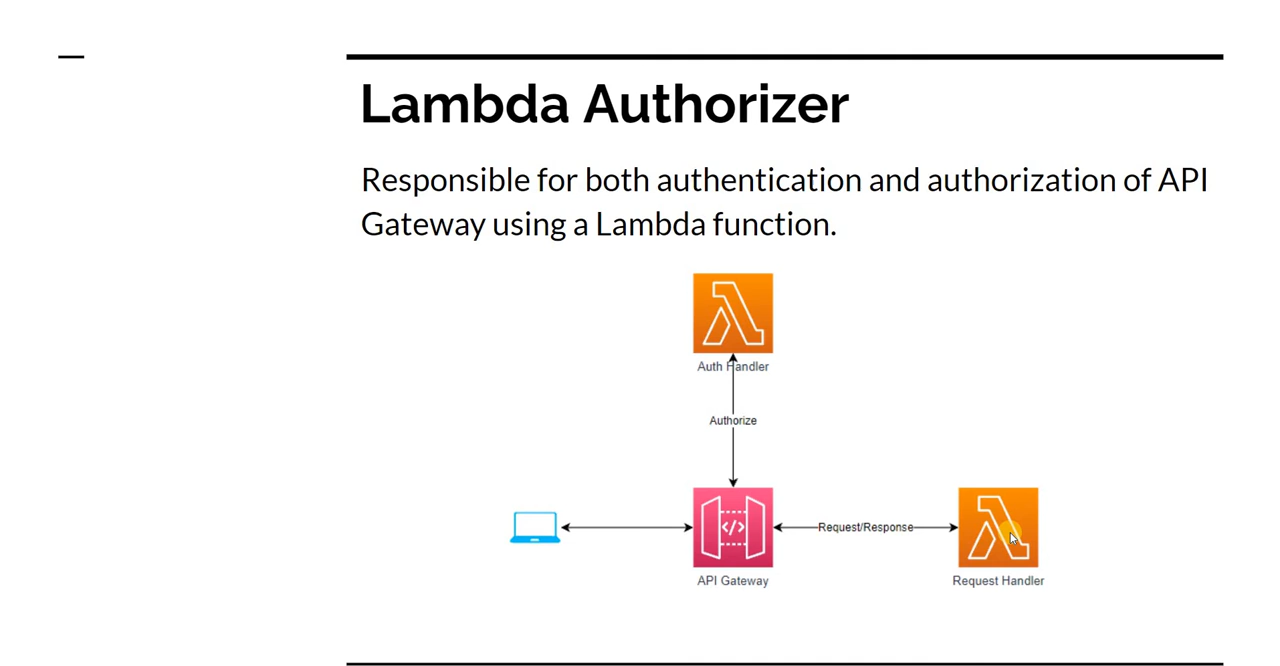 Lambda Authorizer
Responsible for both authentication and authorization of API
Gateway using a Lambda function.
Auth Handler
Authorize
</>
Request/Response
API Gateway
Request Handler